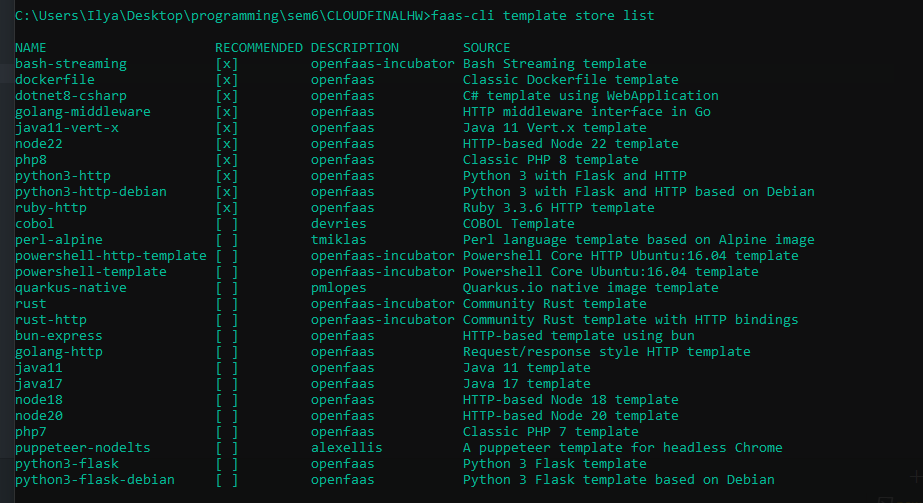 C:\Users\Ilya\Desktop\programming\sem6\CLOUDFINALHW>faas-cli template store list
NAME RECOMMENDED DESCRIPTION SOURCE
bash-streaming [x] openfaas-incubator Bash Streaming template
dockerfile [x] openfaas Classic Dockerfile template
dotnet8-csharp [x] openfaas C# template using WebApplication
golang-middleware [x] openfaas HTTP middleware interface in Go
java11-vert-x [x] openfaas Java 11 Vert.x template
node22 [x] openfaas HTTP-based Node 22 template
php8 [x] openfaas Classic PHP 8 template
python3-http [x] openfaas Python 3 with Flask and HTTP
python3-http-debian [x] openfaas Python 3 with Flask and HTTP based on Debian
ruby-http [x] openfaas Ruby 3.3.6 HTTP template
cobol [ ] devries COBOL Template
perl-alpine [ ] tmiklas Perl language template based on Alpine image
powershell-http-template [ ] openfaas-incubator Powershell Core HTTP Ubuntu:16.04 template
powershell-template [ ] openfaas-incubator Powershell Core Ubuntu:16.04 template
quarkus-native [ ] pmlopes Quarkus.io native image template
rust [ ] openfaas-incubator Community Rust template
rust-http [ ] openfaas-incubator Community Rust template with HTTP bindings
bun-express [ ] openfaas HTTP-based template using bun
golang-http [ ] openfaas Request/response style HTTP template
java11 [ ] openfaas Java 11 template
java17 [ ] openfaas Java 17 template
node18 [ ] openfaas HTTP-based Node 18 template
node20 [ ] openfaas HTTP-based Node 20 template
php7 [ ] openfaas Classic PHP 7 template
puppeteer-nodelts [ ] alexellis A puppeteer template for headless Chrome
python3-flask [ ] openfaas Python 3 Flask template
python3-flask-debian [ ] openfaas Python 3 Flask template based on Debian